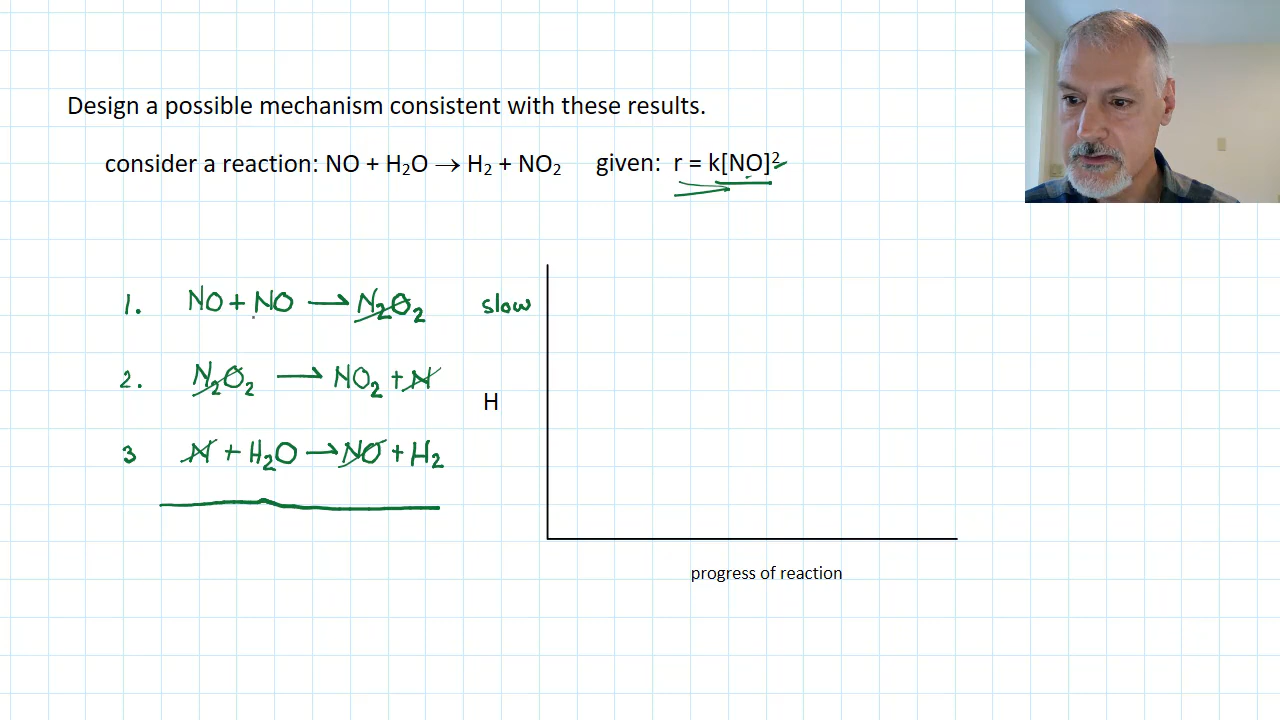 Design a possible mechanism consistent with these results.
consider a reaction: NO + H₂O → H₂ + NO₂ given: r = k[NO]²
1. NO + NO → N₂O₂ slow
2. N₂O₂ → NO₂ + N
H
3 N + H₂O → NO + H₂
progress of reaction